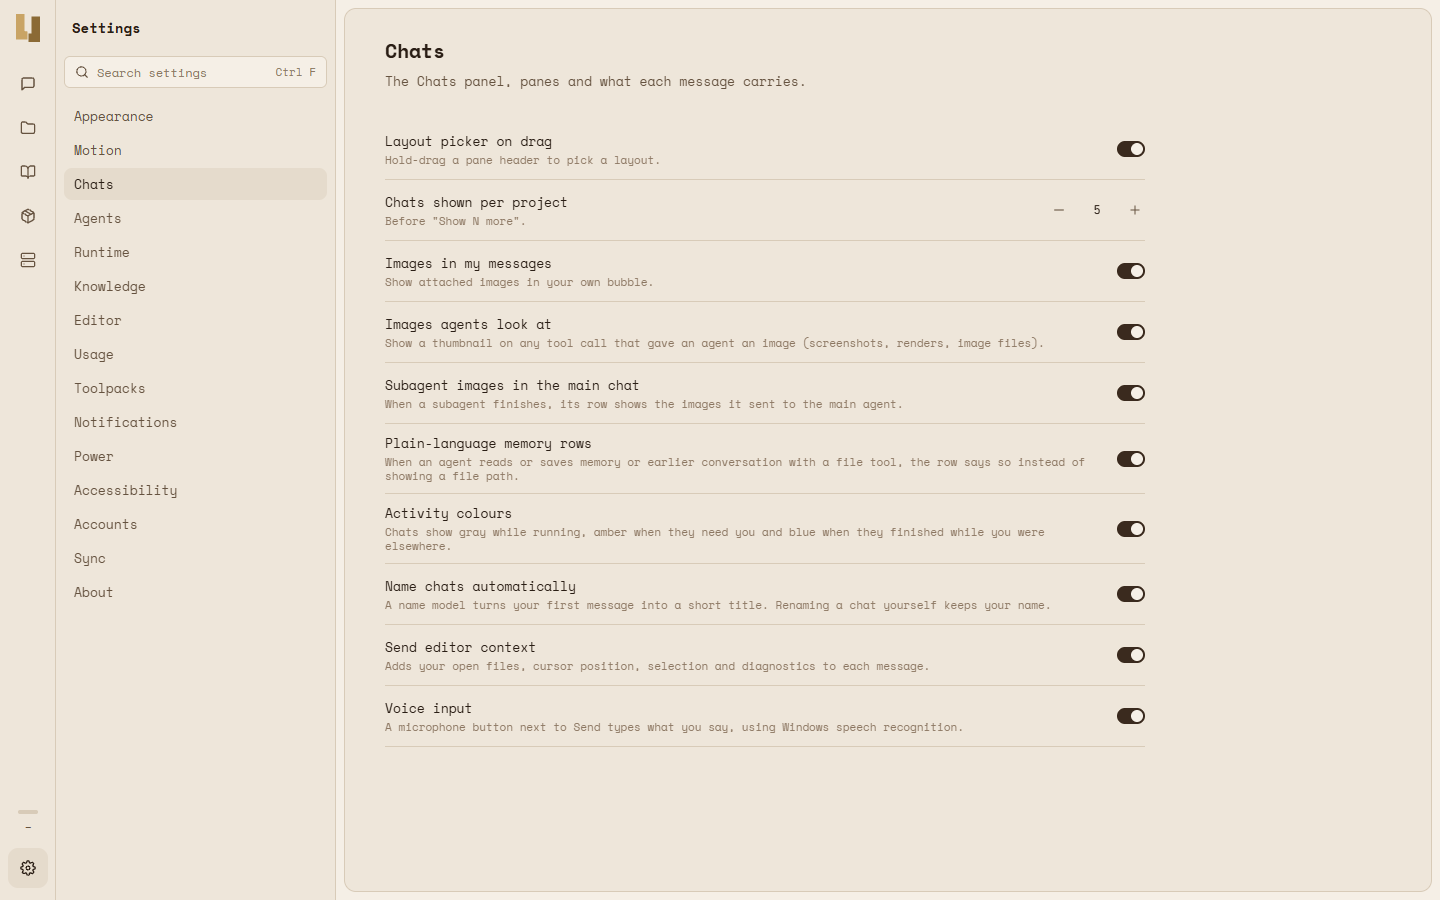 Settings
Search settings Ctrl F
Appearance
Motion
Chats
Agents
Runtime
Knowledge
Editor
Usage
Toolpacks
Notifications
Power
Accessibility
Accounts
Sync
About
–
Chats
The Chats panel, panes and what each message carries.
Layout picker on drag
Hold-drag a pane header to pick a layout.
Chats shown per project
Before "Show N more".
— 5 +
Images in my messages
Show attached images in your own bubble.
Images agents look at
Show a thumbnail on any tool call that gave an agent an image (screenshots, renders, image files).
Subagent images in the main chat
When a subagent finishes, its row shows the images it sent to the main agent.
Plain-language memory rows
When an agent reads or saves memory or earlier conversation with a file tool, the row says so instead of
showing a file path.
Activity colours
Chats show gray while running, amber when they need you and blue when they finished while you were
elsewhere.
Name chats automatically
A name model turns your first message into a short title. Renaming a chat yourself keeps your name.
Send editor context
Adds your open files, cursor position, selection and diagnostics to each message.
Voice input
A microphone button next to Send types what you say, using Windows speech recognition.